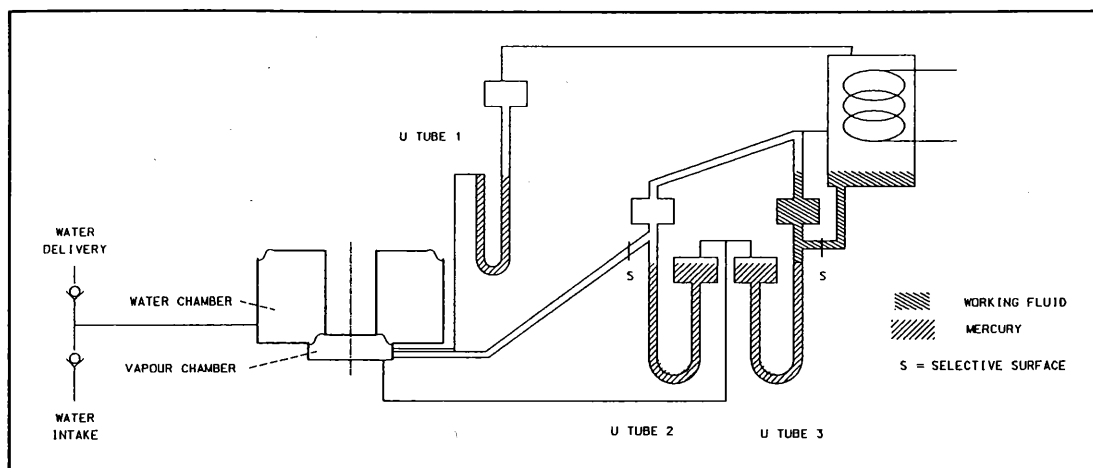 U TUBE 1
WATER
DELIVERY
WATER CHAMBER
VAPOUR CHAMBER
WATER
INTAKE
S
S
WORKING FLUID
MERCURY
S = SELECTIVE SURFACE
U TUBE 2
U TUBE 3